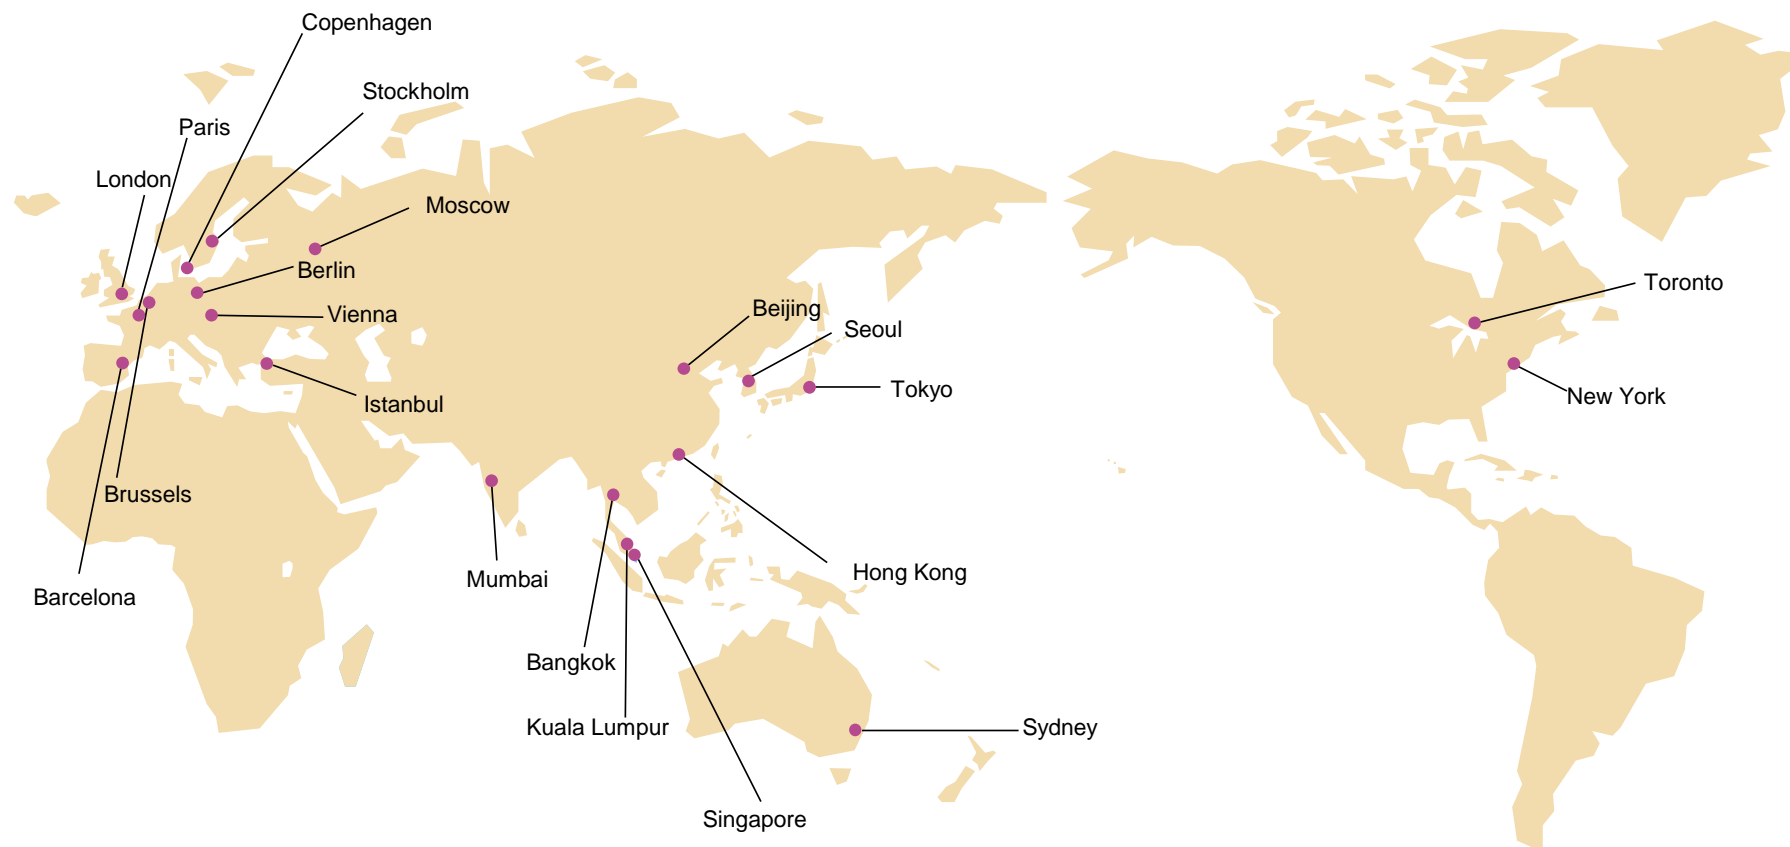 Copenhagen
Stockholm
Paris
London
Moscow
Berlin
Toronto
Beijing
Vienna
Seoul
Tokyo
New York
Istanbul
Brussels
Hong Kong
Mumbai
Barcelona
Bangkok
Kuala Lumpur
Sydney
Singapore